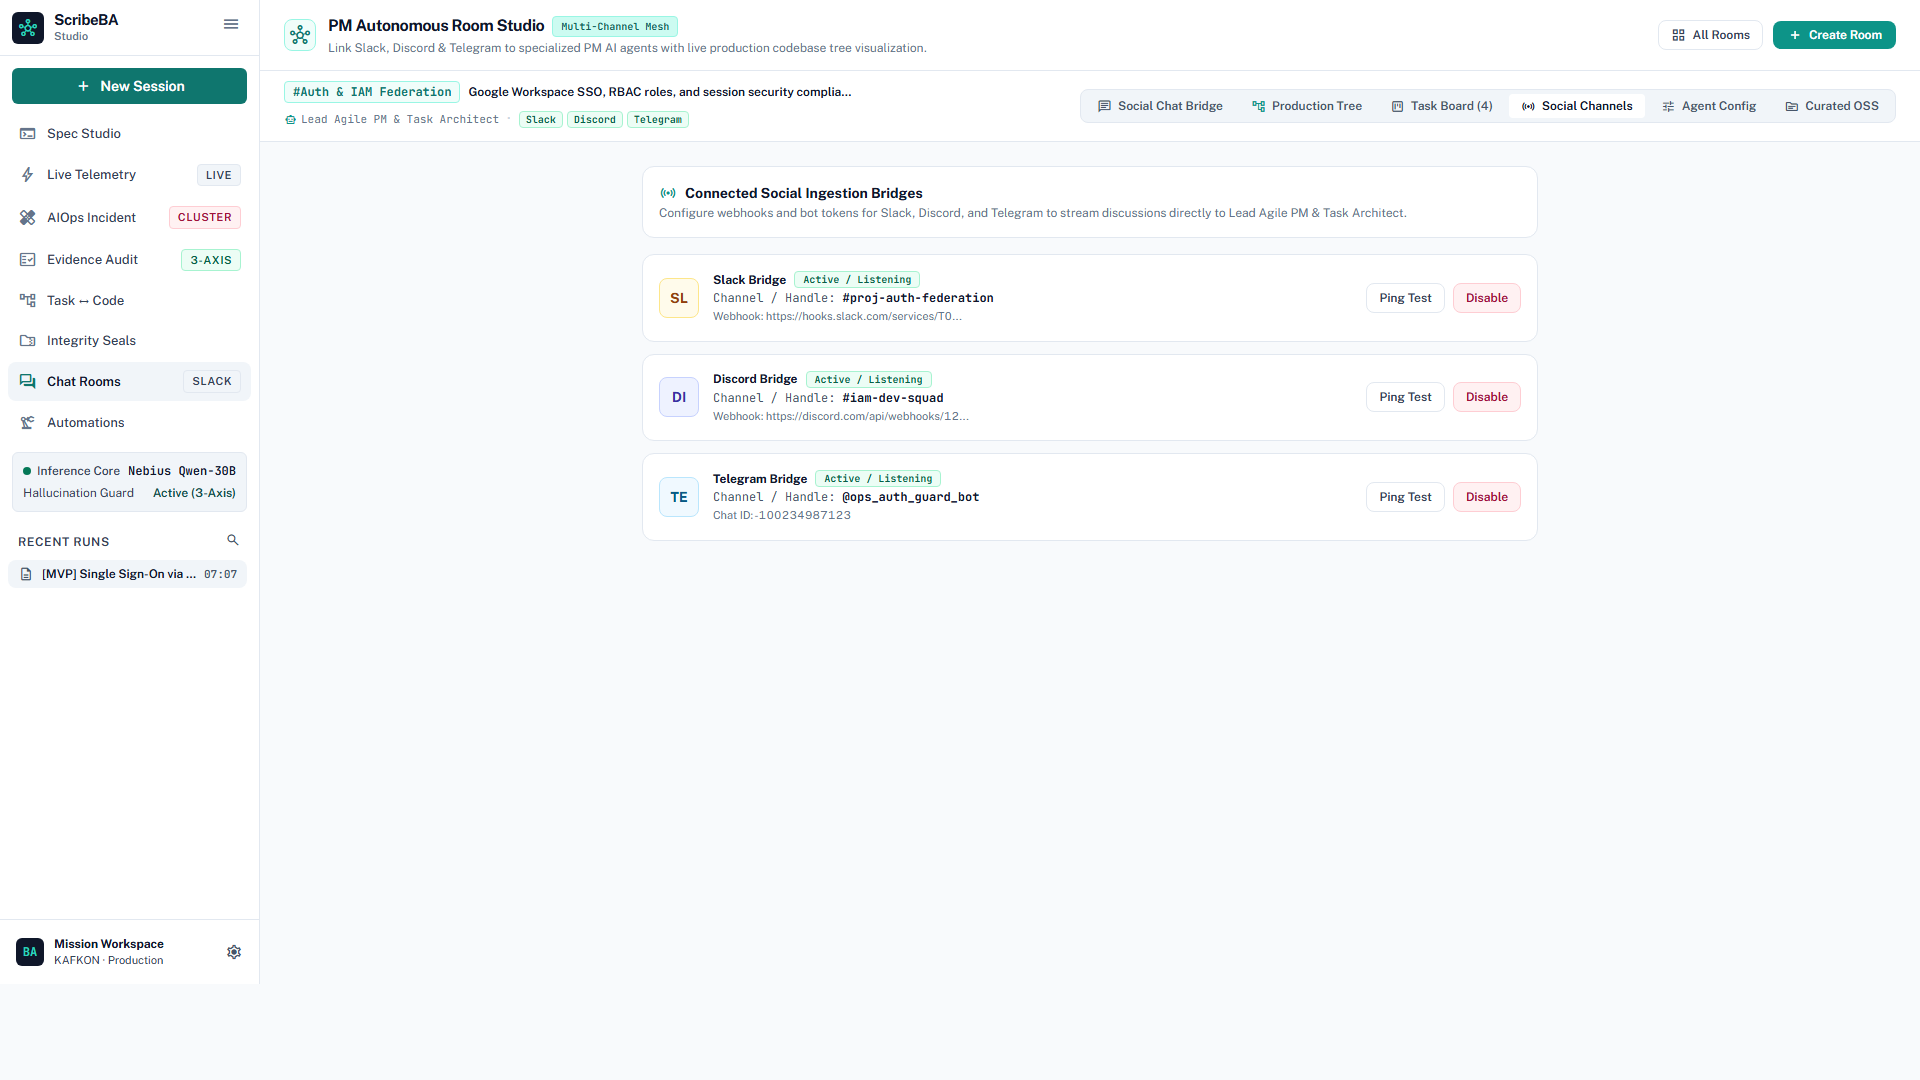 ScribeBA
Studio
New Session
Spec Studio
Live Telemetry LIVE
AIOps Incident CLUSTER
Evidence Audit 3-AXIS
Task ↔ Code
Integrity Seals
Chat Rooms SLACK
Automations
Inference Core Nebius Qwen-30B
Hallucination Guard Active (3-Axis)
RECENT RUNS
[MVP] Single Sign-On via ... 07:07
BA
Mission Workspace
KAFKON · Production
PM Autonomous Room Studio Multi-Channel Mesh
Link Slack, Discord & Telegram to specialized PM AI agents with live production codebase tree visualization.
All Rooms
Create Room
#Auth & IAM Federation Google Workspace SSO, RBAC roles, and session security complia...
Lead Agile PM & Task Architect · Slack Discord Telegram
Social Chat Bridge Production Tree Task Board (4) Social Channels Agent Config Curated OSS
Connected Social Ingestion Bridges
Configure webhooks and bot tokens for Slack, Discord, and Telegram to stream discussions directly to Lead Agile PM & Task Architect.
SL
Slack Bridge Active / Listening
Channel / Handle: #proj-auth-federation
Webhook: https://hooks.slack.com/services/T0...
Ping Test Disable
DI
Discord Bridge Active / Listening
Channel / Handle: #iam-dev-squad
Webhook: https://discord.com/api/webhooks/12...
Ping Test Disable
TE
Telegram Bridge Active / Listening
Channel / Handle: @ops_auth_guard_bot
Chat ID: -100234987123
Ping Test Disable